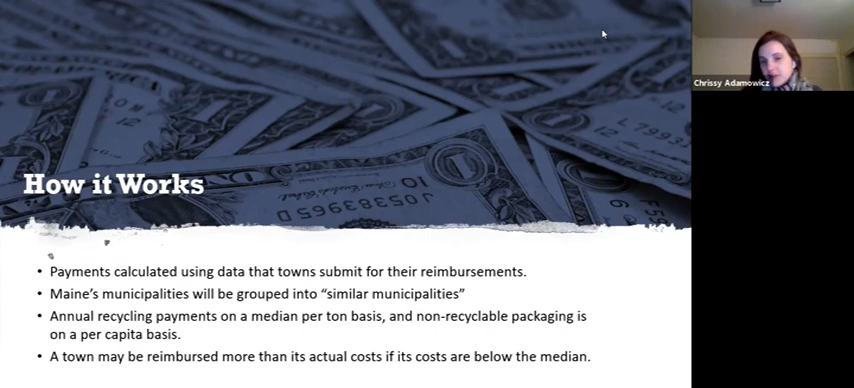 Chrissy Adamowicz
How it Works
• Payments calculated using data that towns submit for their reimbursements.
• Maine's municipalities will be grouped into “similar municipalities”
• Annual recycling payments on a median per ton basis, and non-recyclable packaging is
on a per capita basis.
• A town may be reimbursed more than its actual costs if its costs are below the median.
J05383965D